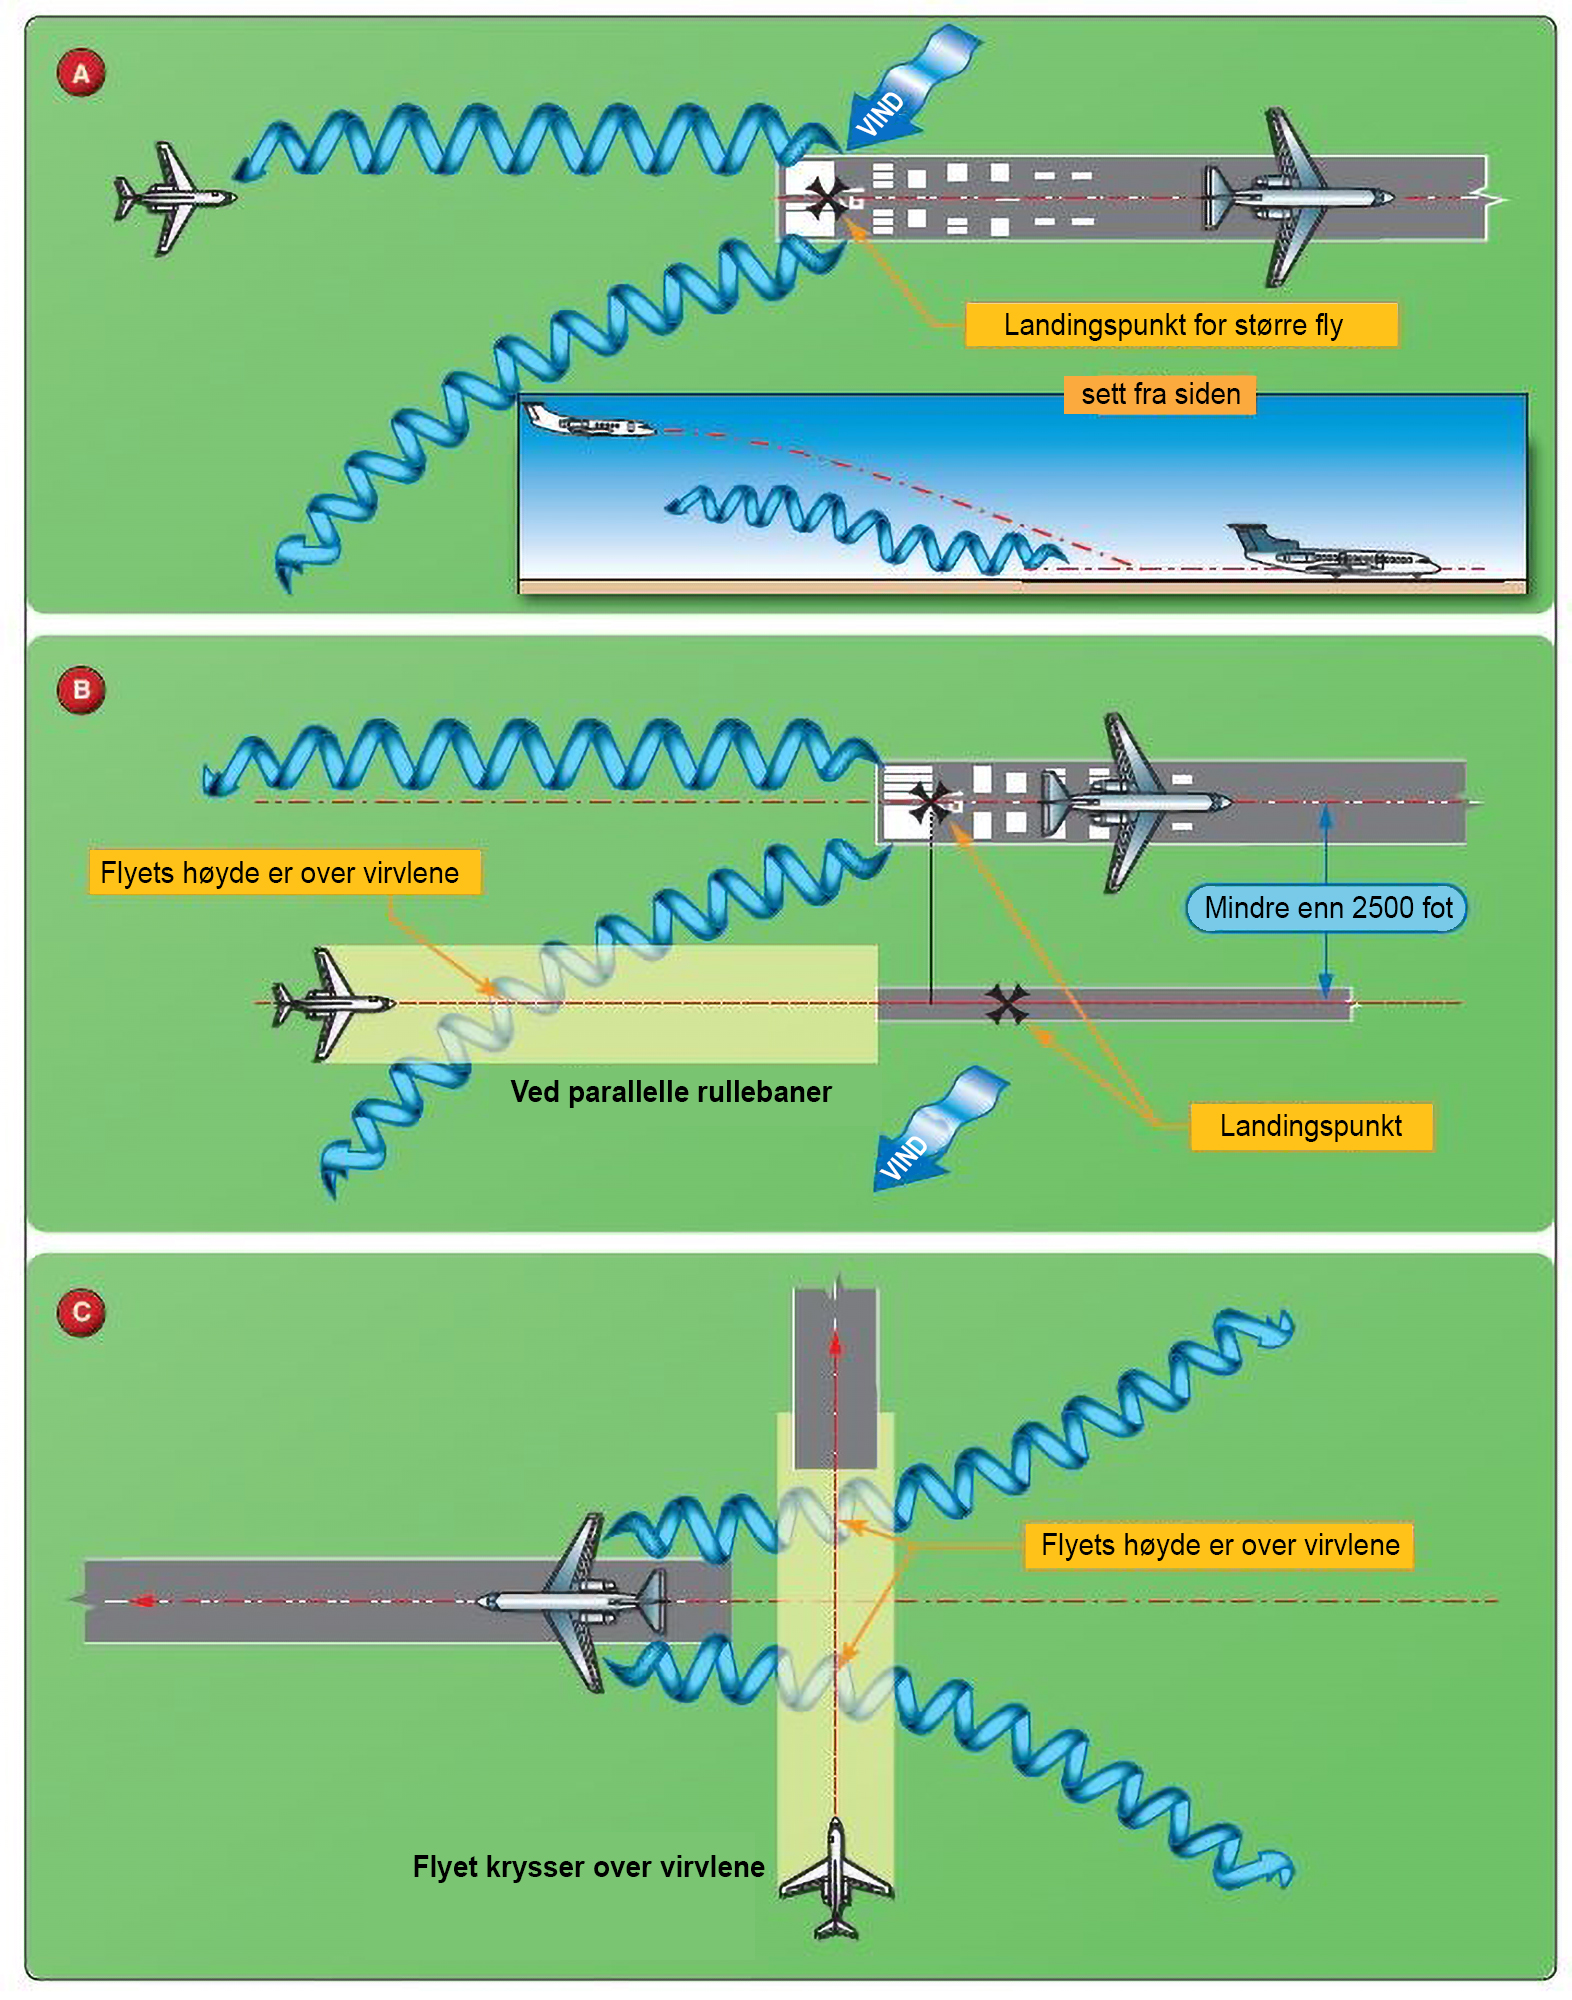 A
VIND
Landingspunkt for større fly
sett fra siden
B
Flyets høyde er over virvlene
Mindre enn 2500 fot
Ved parallelle rullebaner
VIND
Landingspunkt
C
Flyets høyde er over virvlene
Flyet krysser over virvlene